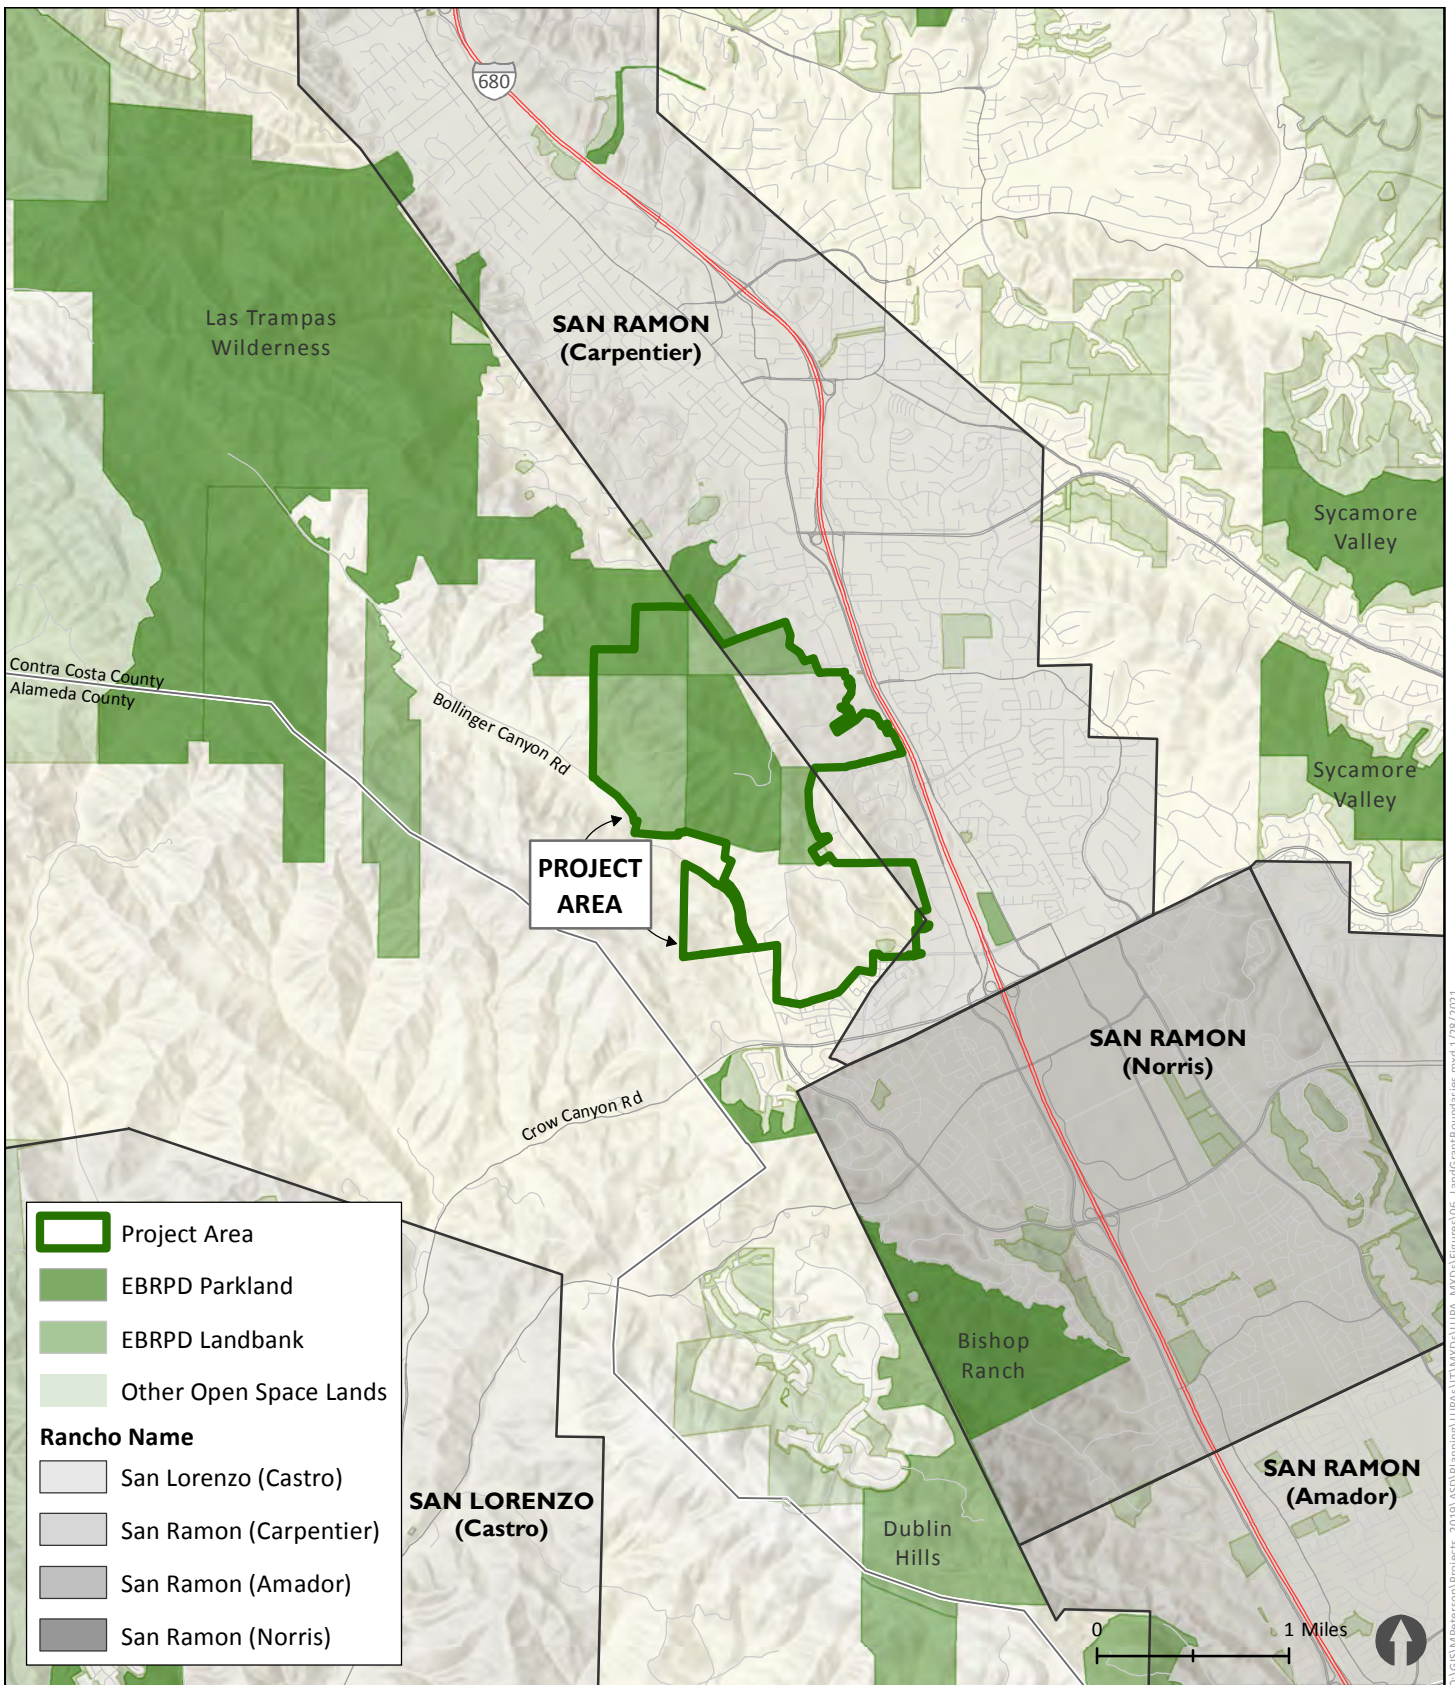 680
Las Trampas
Wilderness
SAN RAMON
(Carpentier)
Sycamore
Valley
Contra Costa County
Alameda County
Bollinger Canyon Rd
Sycamore
Valley
PROJECT
AREA
SAN RAMON
(Norris)
Crow Canyon Rd
Bishop
Ranch
SAN RAMON
(Amador)
SAN LORENZO
(Castro)
Dublin
Hills
Project Area
EBRPD Parkland
EBRPD Landbank
Other Open Space Lands
Rancho Name
San Lorenzo (Castro)
San Ramon (Carpentier)
San Ramon (Amador)
San Ramon (Norris)
0
1 Miles